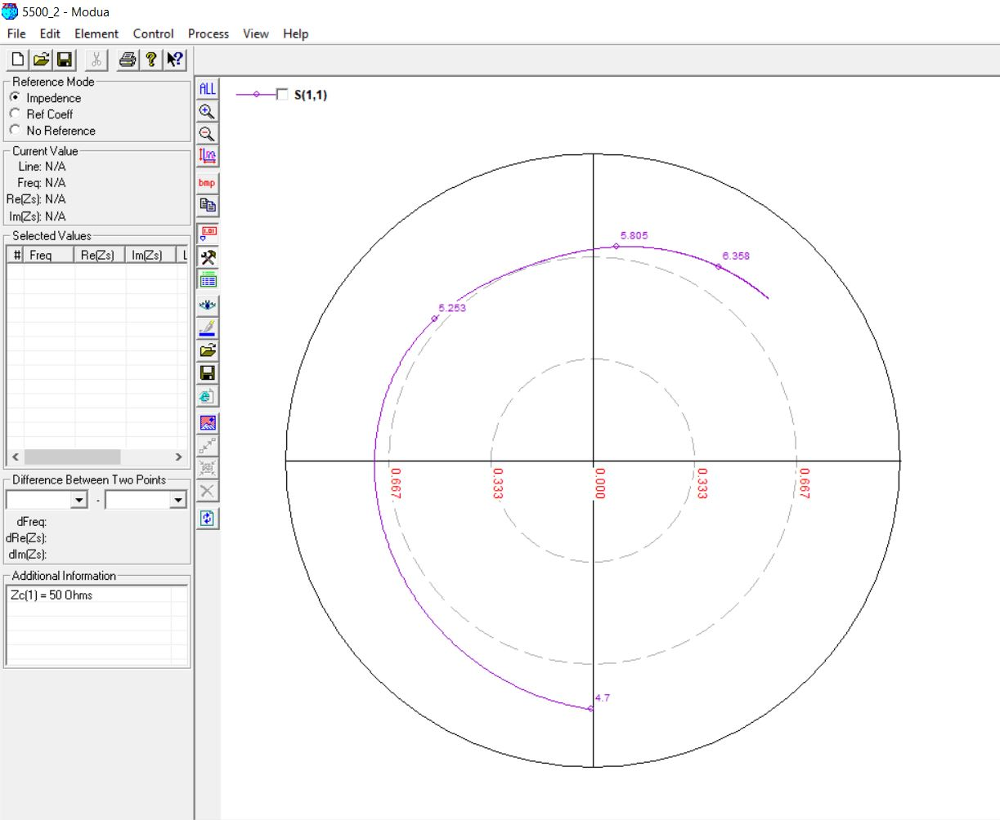 5500_2 - Modua
File Edit Element Control Process View Help
Reference Mode
Impedence
Ref Coeff
No Reference
Current Value
Line: N/A
Freq: N/A
Re(Zs): N/A
Im(Zs): N/A
Selected Values
# Freq Re(Zs) Im(Zs) L
Difference Between Two Points
-
dFreq:
dRe(Zs):
dIm(Zs):
Additional Information
Zc(1) = 50 Ohms
ALL
bmp
1.01
S(1,1)
5.805
6.358
5.253
0.667 0.333 0.000 0.333 0.667
4.7